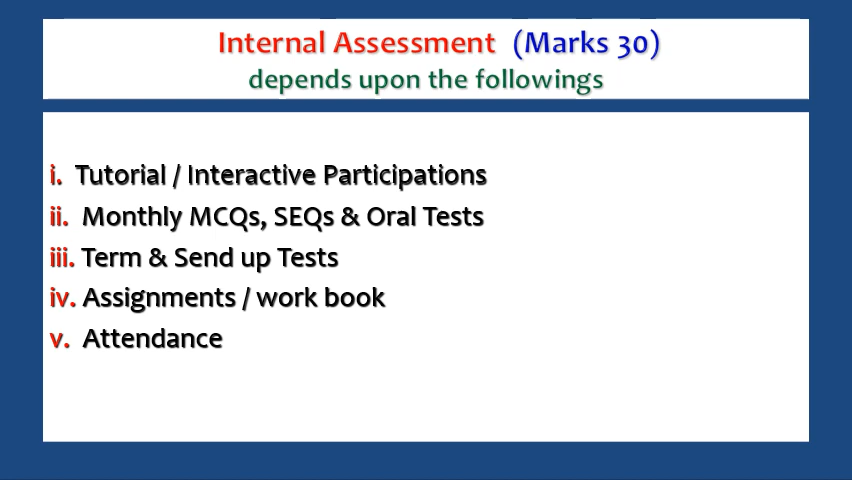 Internal Assessment (Marks 30)
depends upon the followings
i. Tutorial / Interactive Participations
ii. Monthly MCQs, SEQs & Oral Tests
iii. Term & Send up Tests
iv. Assignments / work book
v. Attendance